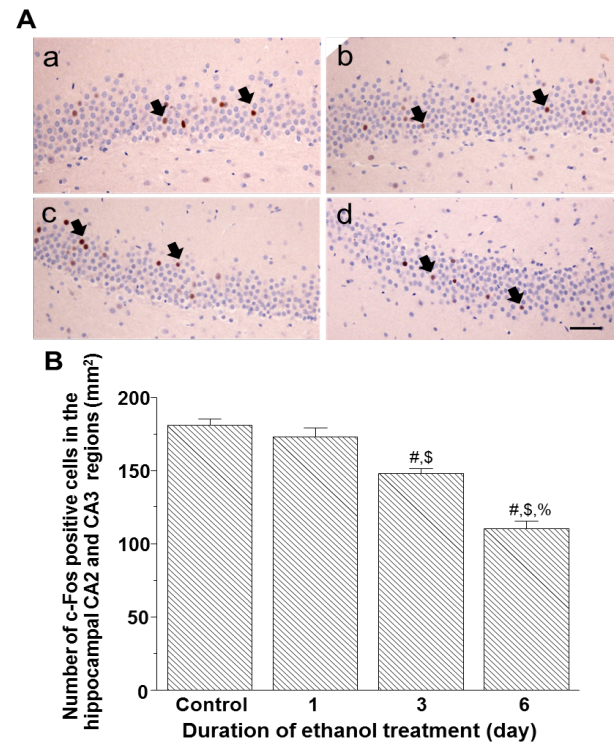 A
a
b
c
d
B
Number of c-Fos positive cells in the
hippocampal CA2 and CA3 regions (mm²)
200
150
100
50
0
#,$
#,$,%
Control 1 3 6
Duration of ethanol treatment (day)